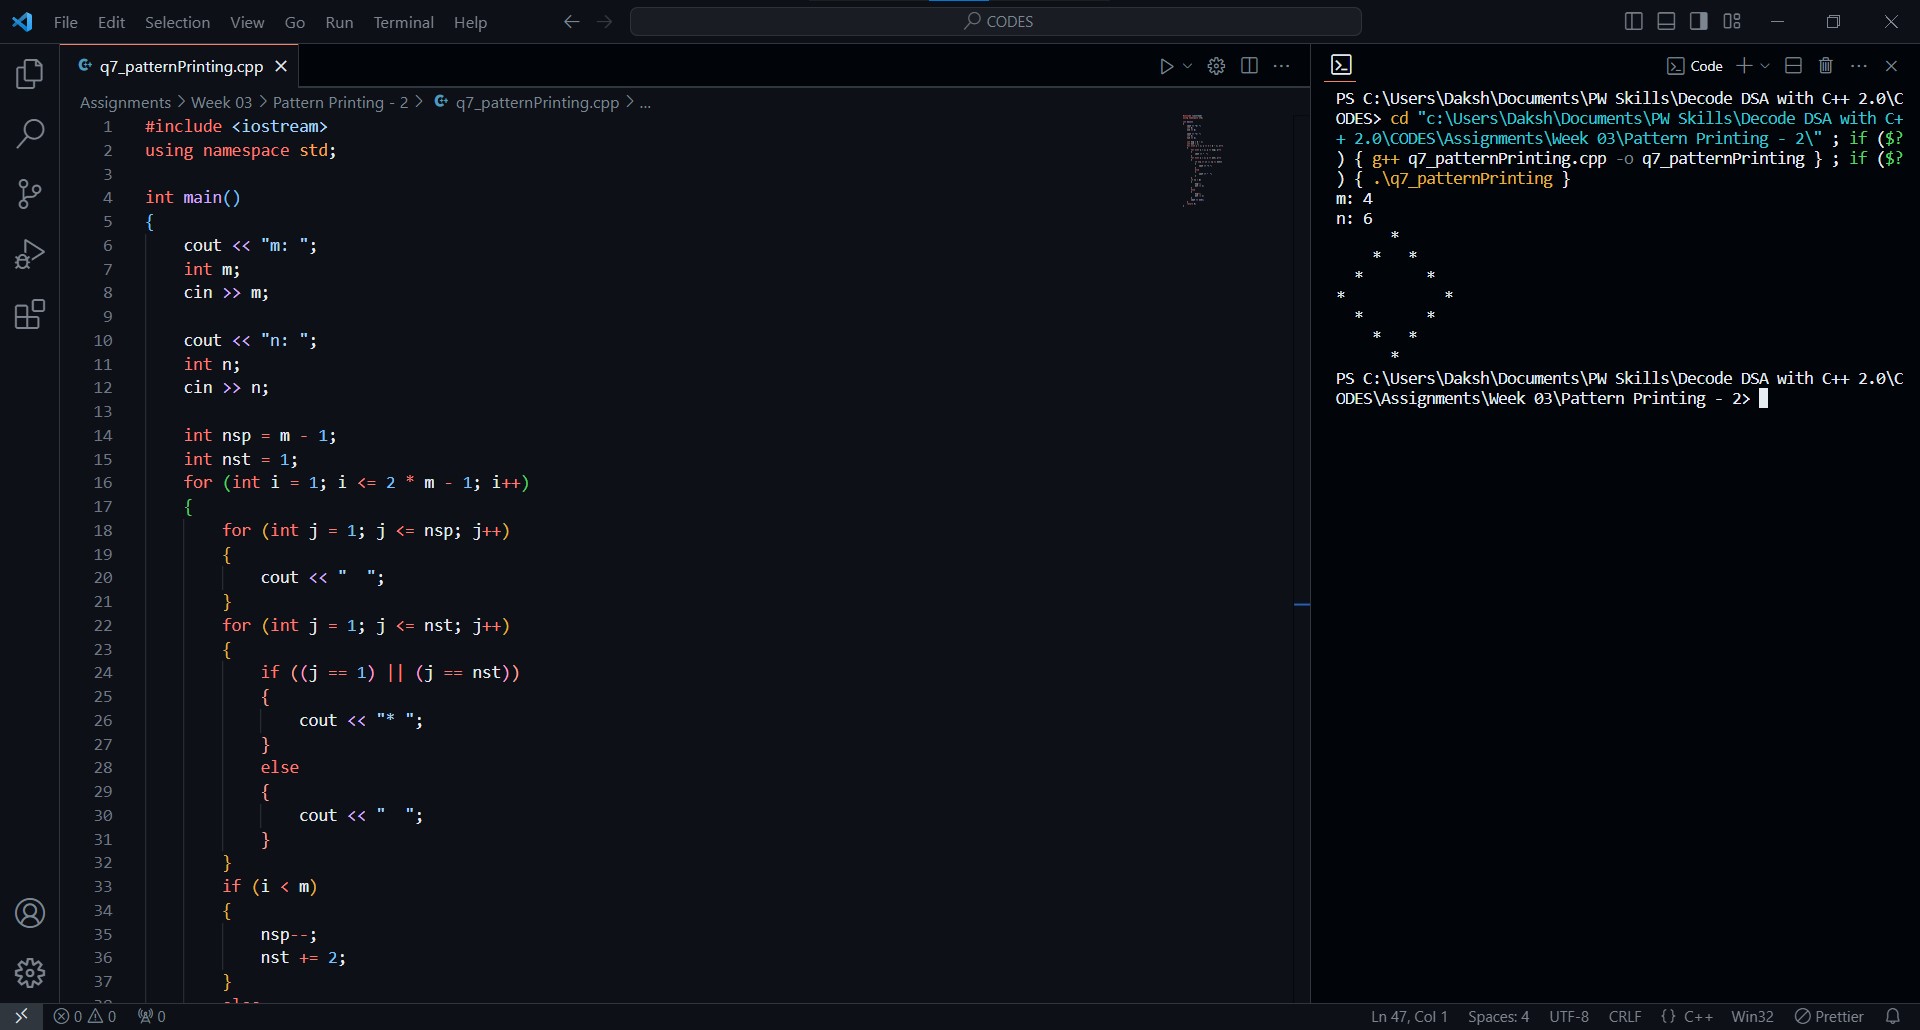 File Edit Selection View Go Run Terminal Help
CODES
q7_patternPrinting.cpp
Assignments > Week 03 > Pattern Printing - 2 > q7_patternPrinting.cpp > ...
1 #include <iostream>
2 using namespace std;
3
4 int main()
5 {
6 cout << "m: ";
7 int m;
8 cin >> m;
9
10 cout << "n: ";
11 int n;
12 cin >> n;
13
14 int nsp = m - 1;
15 int nst = 1;
16 for (int i = 1; i <= 2 * m - 1; i++)
17 {
18 for (int j = 1; j <= nsp; j++)
19 {
20 cout << "  ";
21 }
22 for (int j = 1; j <= nst; j++)
23 {
24 if ((j == 1) || (j == nst))
25 {
26 cout << "* ";
27 }
28 else
29 {
30 cout << "  ";
31 }
32 }
33 if (i < m)
34 {
35 nsp--;
36 nst += 2;
37 }
Code
PS C:\Users\Daksh\Documents\PW Skills\Decode DSA with C++ 2.0\C
ODES> cd "c:\Users\Daksh\Documents\PW Skills\Decode DSA with C+
+ 2.0\CODES\Assignments\Week 03\Pattern Printing - 2\" ; if ($?
) { g++ q7_patternPrinting.cpp -o q7_patternPrinting } ; if ($?
) { .\q7_patternPrinting }
m: 4
n: 6
      *
    *   *
  *       *
*           *
  *       *
    *   *
      *
PS C:\Users\Daksh\Documents\PW Skills\Decode DSA with C++ 2.0\C
ODES\Assignments\Week 03\Pattern Printing - 2>
0 0 0
Ln 47, Col 1 Spaces: 4 UTF-8 CRLF {} C++ Win32 Prettier